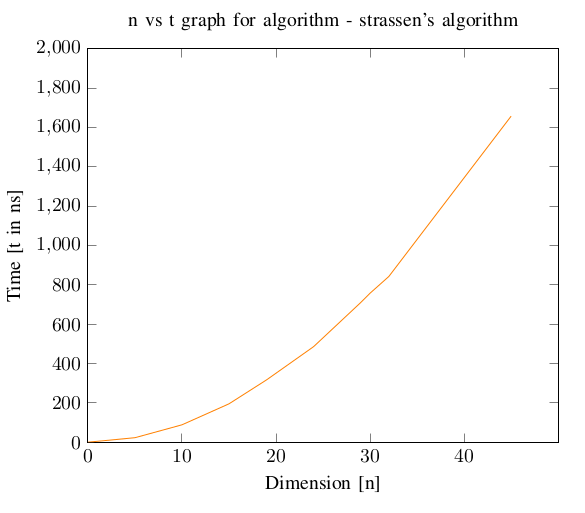 n vs t graph for algorithm - strassen's algorithm
2,000
1,800
1,600
1,400
1,200
1,000
800
600
400
200
0
Time [t in ns]
0 10 20 30 40
Dimension [n]